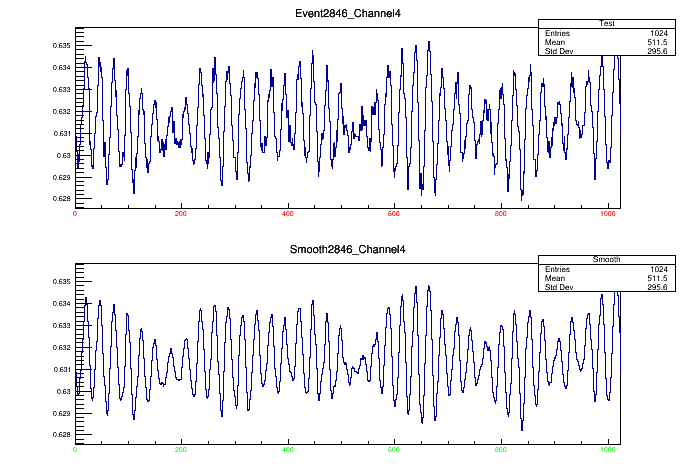 Event2846_Channel4
Test
Entries 1024
Mean 511.5
Std Dev 295.6
0.635
0.634
0.633
0.632
0.631
0.63
0.629
0.628
0 200 400 600 800 1000
Smooth2846_Channel4
Smooth
Entries 1024
Mean 511.5
Std Dev 295.6
0.635
0.634
0.633
0.632
0.631
0.63
0.629
0.628
0 200 400 600 800 1000